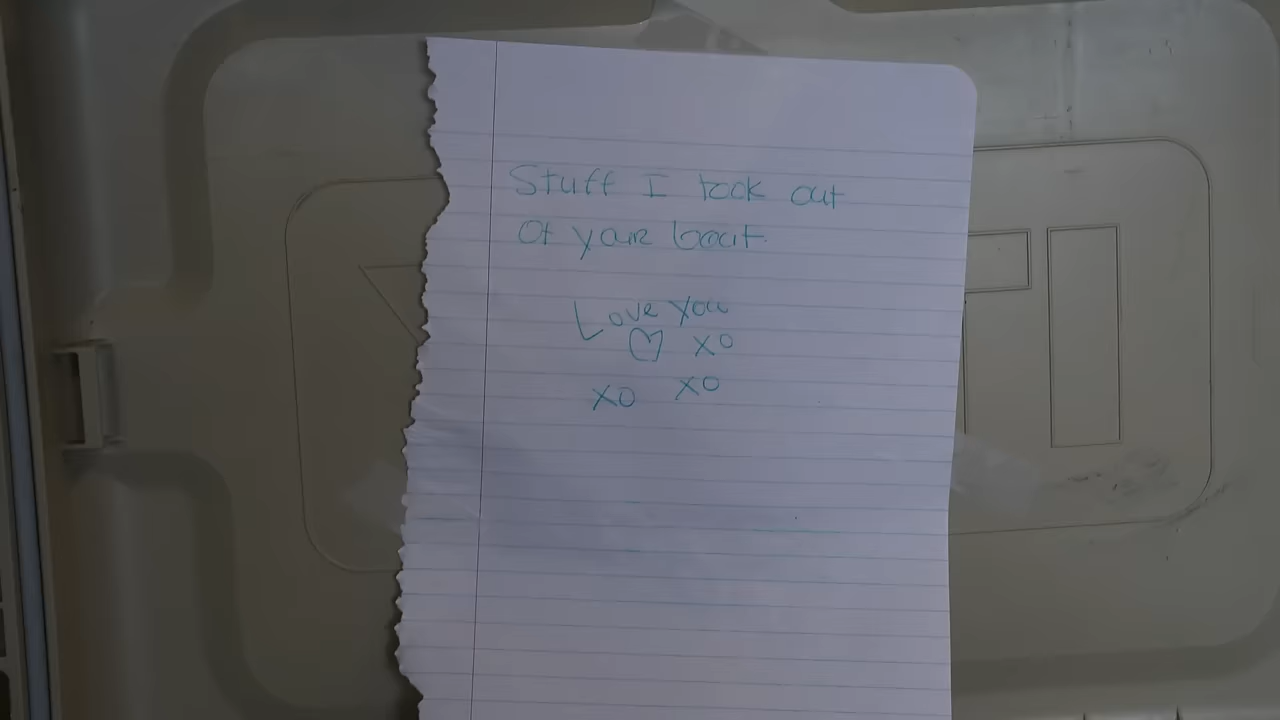 Stuff I took out
of your boat.
Love you
♡ XO
XO XO